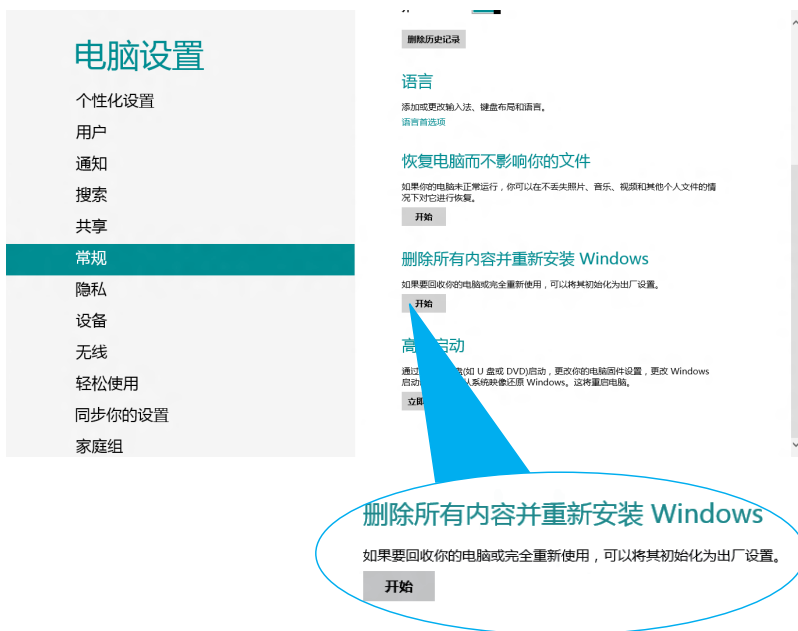 电脑设置
个性化设置
用户
通知
搜索
共享
常规
隐私
设备
无线
轻松使用
同步你的设置
家庭组
删除历史记录
语言
添加或更改输入法、键盘布局和语言。
语言首选项
恢复电脑而不影响你的文件
如果你的电脑未正常运行，你可以在不丢失照片、音乐、视频和其他个人文件的情
况下对它进行恢复。
开始
删除所有内容并重新安装 Windows
如果要回收你的电脑或完全重新使用，可以将其初始化为出厂设置。
开始
高 启动
通过 (如 U 盘或 DVD)启动，更改你的电脑固件设置，更改 Windows
启动 从系统映像还原 Windows。这将重启电脑。
立即
删除所有内容并重新安装 Windows
如果要回收你的电脑或完全重新使用，可以将其初始化为出厂设置。
开始